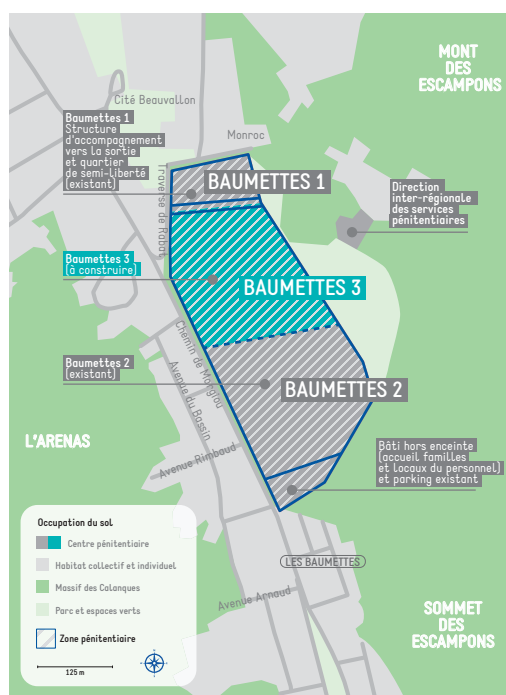 MONT
DES
ESCAMPONS
Cité Beauvallon
Baumettes 1
Structure
d'accompagnement
vers la sortie
et quartier
de semi-liberté
(existant)
Monroc
Traverse de Rabat
BAUMETTES 1
Direction
inter-régionale
des services
pénitentiaires
Baumettes 3
(à construire)
BAUMETTES 3
Chemin de Morgiou
Baumettes 2
(existant)
BAUMETTES 2
Avenue du Bassin
L'ARENAS
Avenue Rimbaud
Bâti hors enceinte
(accueil familles
et locaux du personnel)
et parking existant
LES BAUMETTES
Avenue Arnaud
SOMMET
DES
ESCAMPONS
Occupation du sol
Centre pénitentiaire
Habitat collectif et individuel
Massif des Calanques
Parc et espaces verts
Zone pénitentiaire
125 m